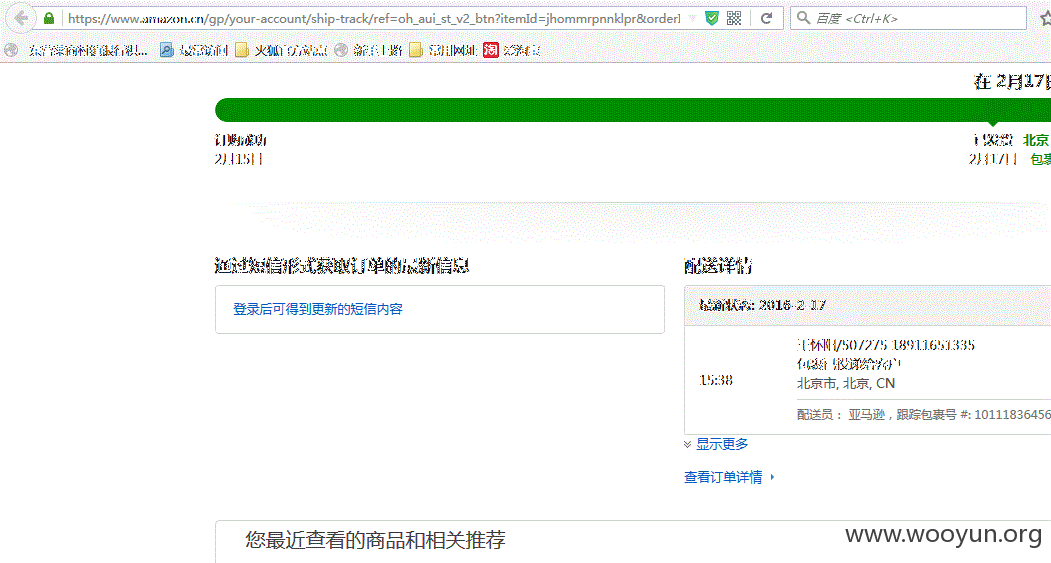 https://www.amazon.cn/gp/your-account/ship-track/ref=oh_aui_st_v2_btn?itemId=jhommrpnnklpr&orderI
百度 <Ctrl+K>
最常访问 火狐官方站点 新手上路 常用网址 淘
在 2月17日
订购成功
2月15日
已发货 北京
2月17日 包裹
通过短信形式获取订单的最新信息
登录后可得到更新的短信内容
配送详情
最新状态: 2016-2-17
15:38
/507275 18911651335
包裹已投递给客户
北京市, 北京, CN
配送员： 亚马逊，跟踪包裹号 #: 10111836456
显示更多
查看订单详情
您最近查看的商品和相关推荐
www.wooyun.org